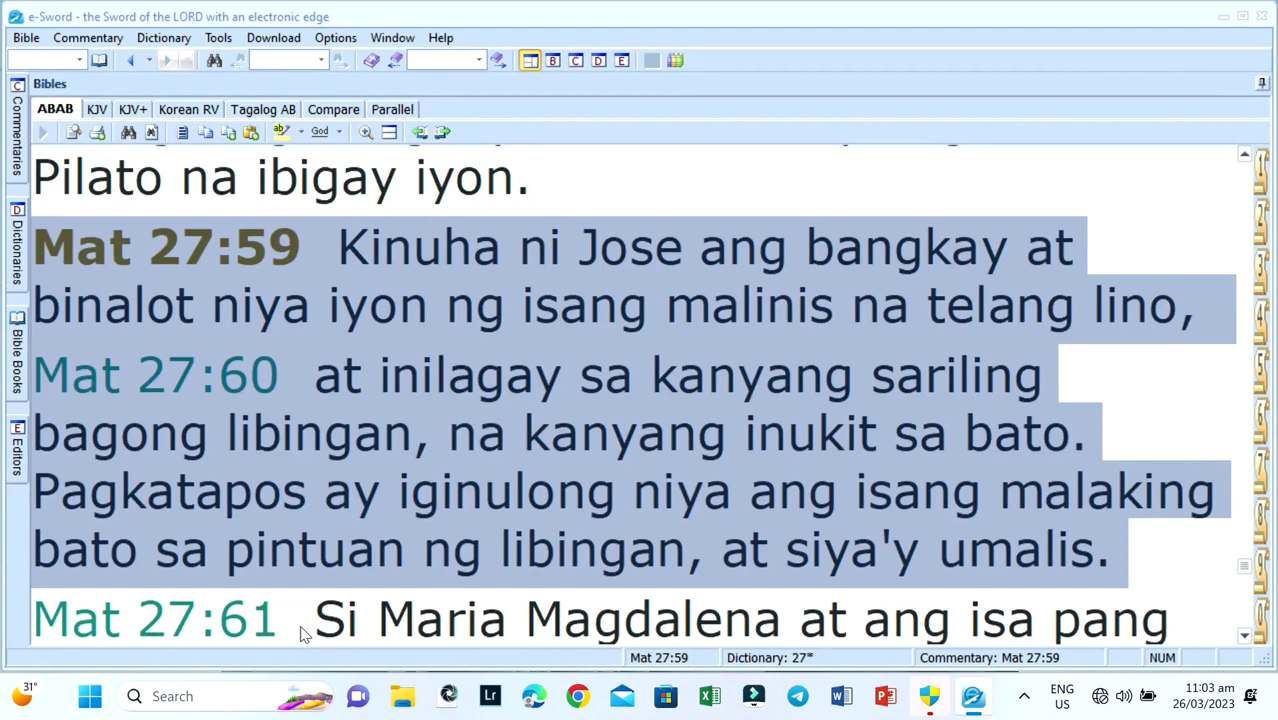 e-Sword - the Sword of the LORD with an electronic edge
Bible Commentary Dictionary Tools Download Options Window Help
B C D E
Bibles
ABAB KJV KJV+ Korean RV Tagalog AB Compare Parallel
God
C Commentaries
D Dictionaries
Bible Books
E Editors
Pilato na ibigay iyon.
Mat 27:59 Kinuha ni Jose ang bangkay at
binalot niya iyon ng isang malinis na telang lino,
Mat 27:60 at inilagay sa kanyang sariling
bagong libingan, na kanyang inukit sa bato.
Pagkatapos ay iginulong niya ang isang malaking
bato sa pintuan ng libingan, at siya'y umalis.
Mat 27:61 Si Maria Magdalena at ang isa pang
Mat 27:59 Dictionary: 27* Commentary: Mat 27:59 NUM
31° Search Lr ENG 11:03 am
US 26/03/2023